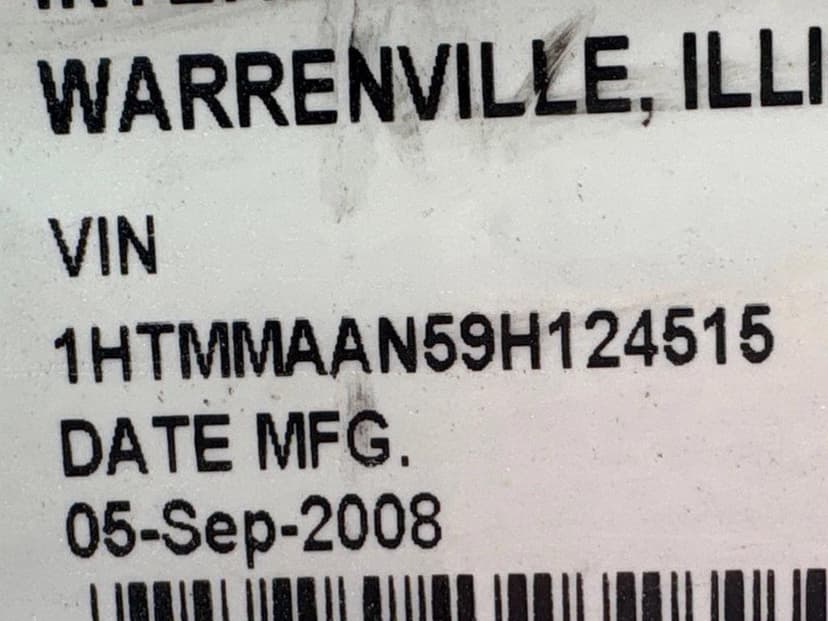 WARRENVILLE, ILLI
VIN
1HTMMAAN59H124515
DATE MFG.
05-Sep-2008